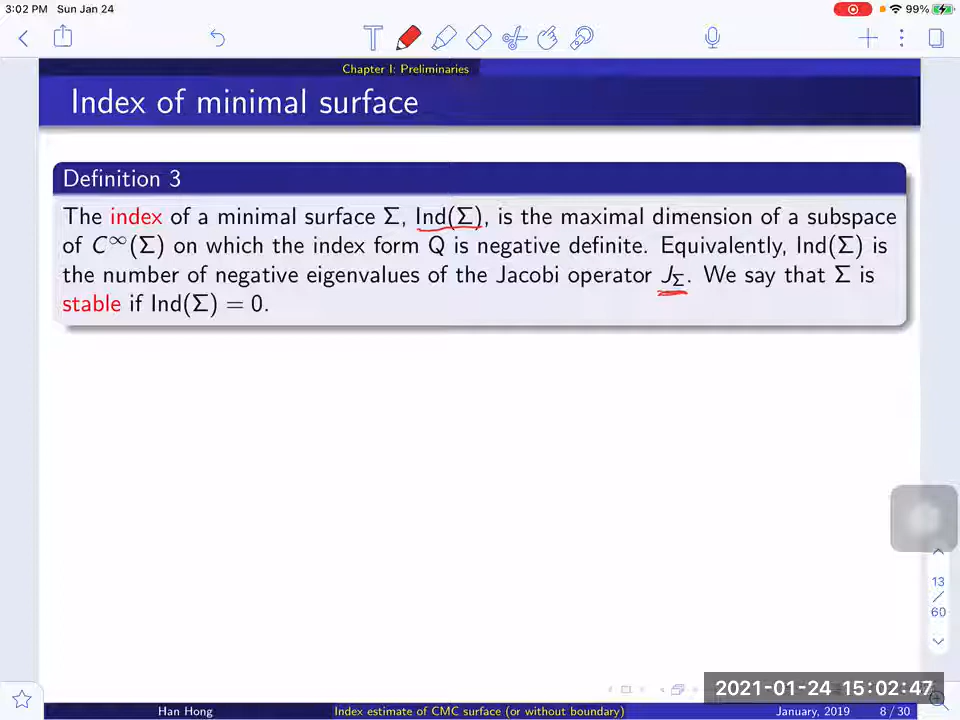 3:02 PM Sun Jan 24
99%
Chapter I: Preliminaries
Index of minimal surface
Definition 3
The index of a minimal surface Σ, Ind(Σ), is the maximal dimension of a subspace
of C∞(Σ) on which the index form Q is negative definite. Equivalently, Ind(Σ) is
the number of negative eigenvalues of the Jacobi operator J_Σ. We say that Σ is
stable if Ind(Σ) = 0.
13
/
60
2021-01-24 15:02:47
Han Hong
Index estimate of CMC surface (or without boundary)
January, 2019
8 / 30